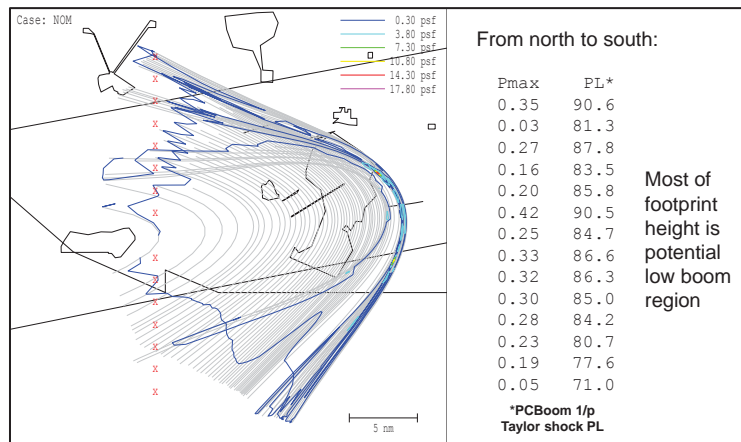 Case: NOM
0.30 psf
3.80 psf
7.30 psf
10.80 psf
14.30 psf
17.80 psf
5 nm
From north to south:
Pmax PL*
0.35 90.6
0.03 81.3
0.27 87.8
0.16 83.5
0.20 85.8
0.42 90.5
0.25 84.7
0.33 86.6
0.32 86.3
0.30 85.0
0.28 84.2
0.23 80.7
0.19 77.6
0.05 71.0
*PCBoom 1/p
Taylor shock PL
Most of
footprint
height is
potential
low boom
region